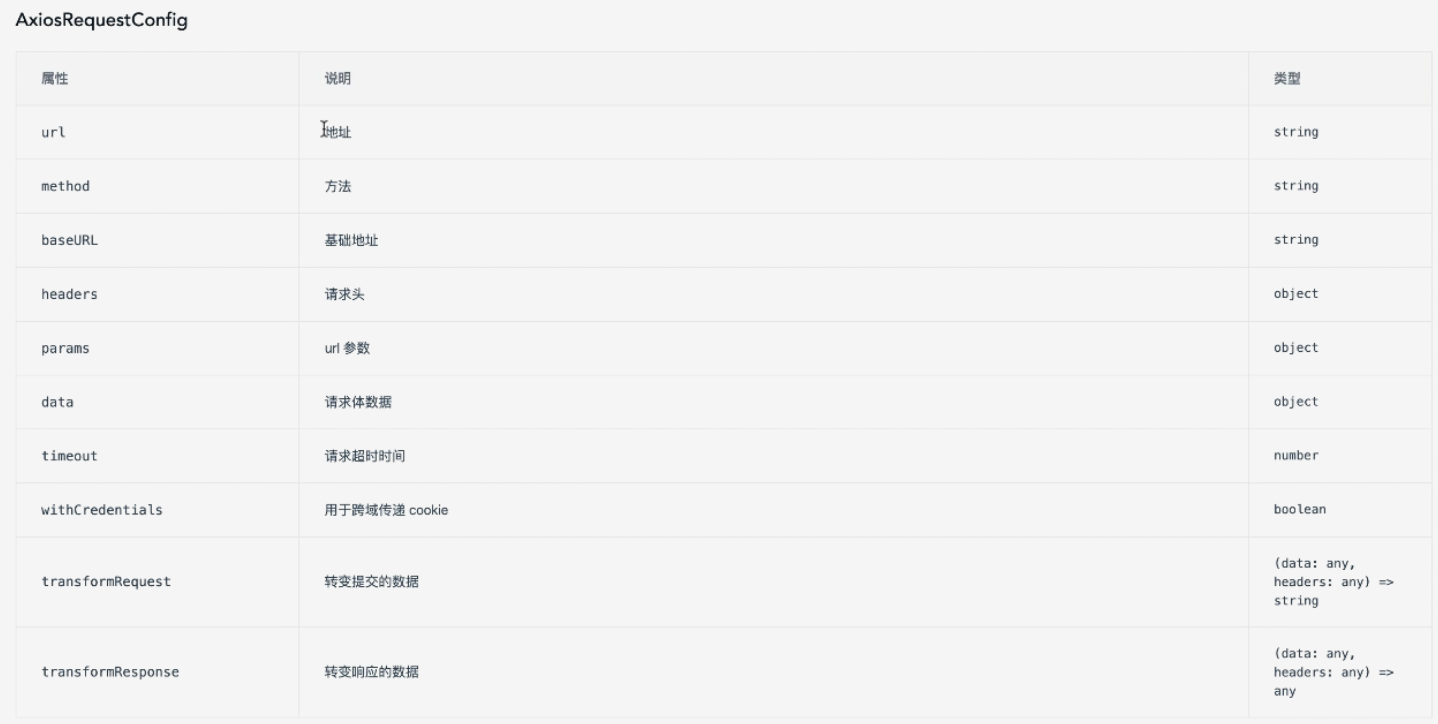 AxiosRequestConfig
属性 说明 类型
url 地址 string
method 方法 string
baseURL 基础地址 string
headers 请求头 object
params url 参数 object
data 请求体数据 object
timeout 请求超时时间 number
withCredentials 用于跨域传递 cookie boolean
transformRequest 转变提交的数据 (data: any,
headers: any) =>
string
transformResponse 转变响应的数据 (data: any,
headers: any) =>
any